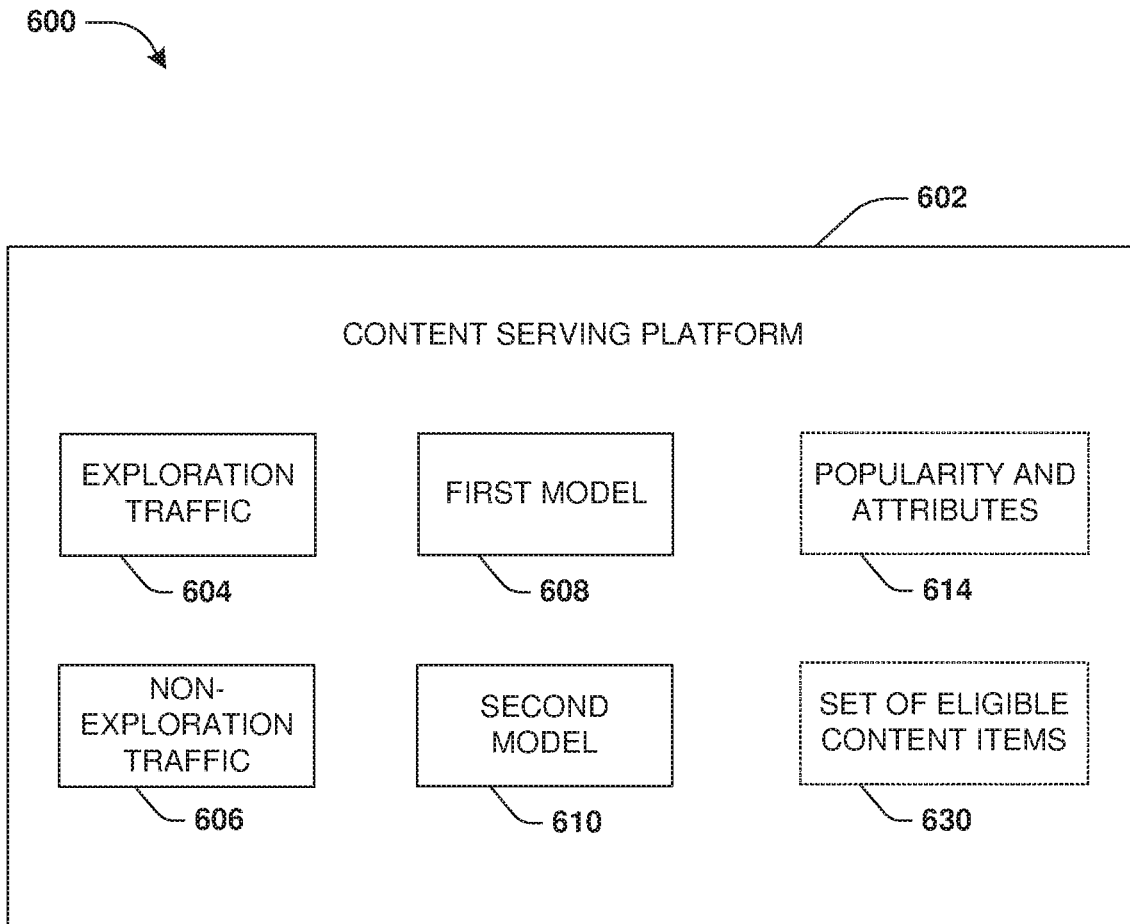 600
602
CONTENT SERVING PLATFORM
EXPLORATION
TRAFFIC
604
FIRST MODEL
608
POPULARITY AND
ATTRIBUTES
614
NON-
EXPLORATION
TRAFFIC
606
SECOND
MODEL
610
SET OF ELIGIBLE
CONTENT ITEMS
630